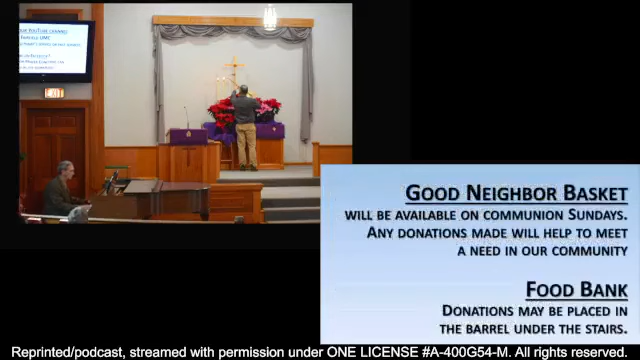 EXIT
GOOD NEIGHBOR BASKET
WILL BE AVAILABLE ON COMMUNION SUNDAYS.
ANY DONATIONS MADE WILL HELP TO MEET
A NEED IN OUR COMMUNITY
FOOD BANK
DONATIONS MAY BE PLACED IN
THE BARREL UNDER THE STAIRS.
Reprinted/podcast, streamed with permission under ONE LICENSE #A-400G54-M. All rights reserved.